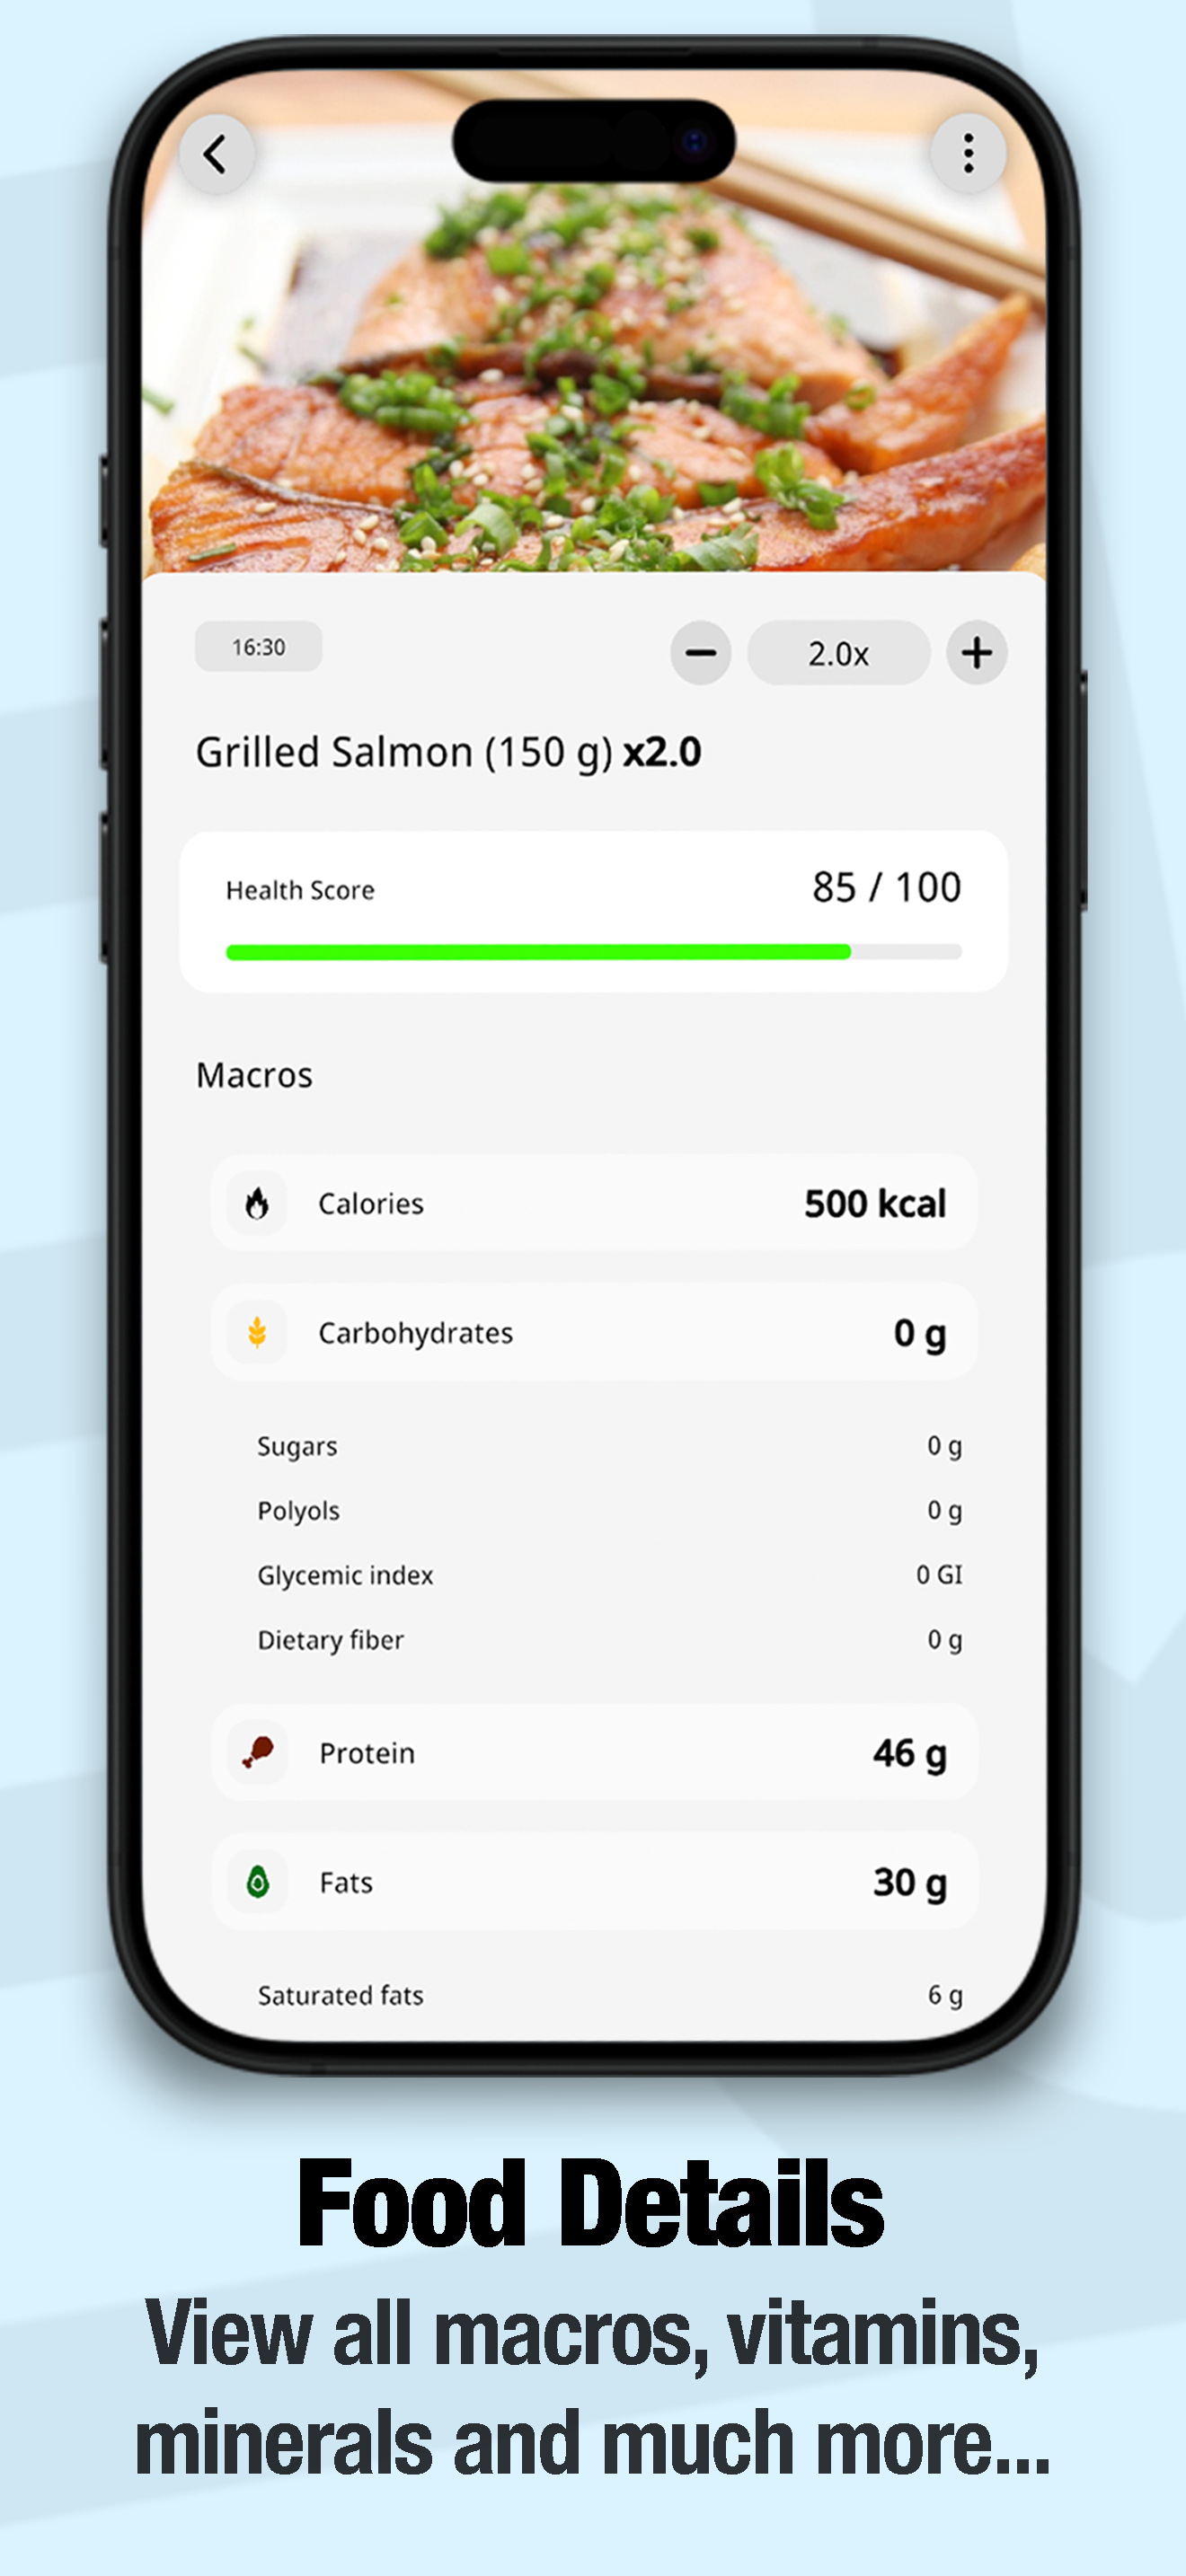 16:30
2.0x
Grilled Salmon (150 g) x2.0
Health Score 85 / 100
Macros
Calories 500 kcal
Carbohydrates 0 g
Sugars 0 g
Polyols 0 g
Glycemic index 0 GI
Dietary fiber 0 g
Protein 46 g
Fats 30 g
Saturated fats 6 g
Food Details
View all macros, vitamins,
minerals and much more...